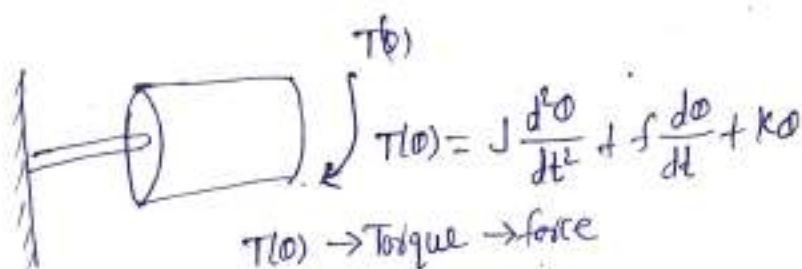 T(θ)
T(θ) = J d²θ/dt² + f dθ/dt + Kθ
T(θ) → Torque → force